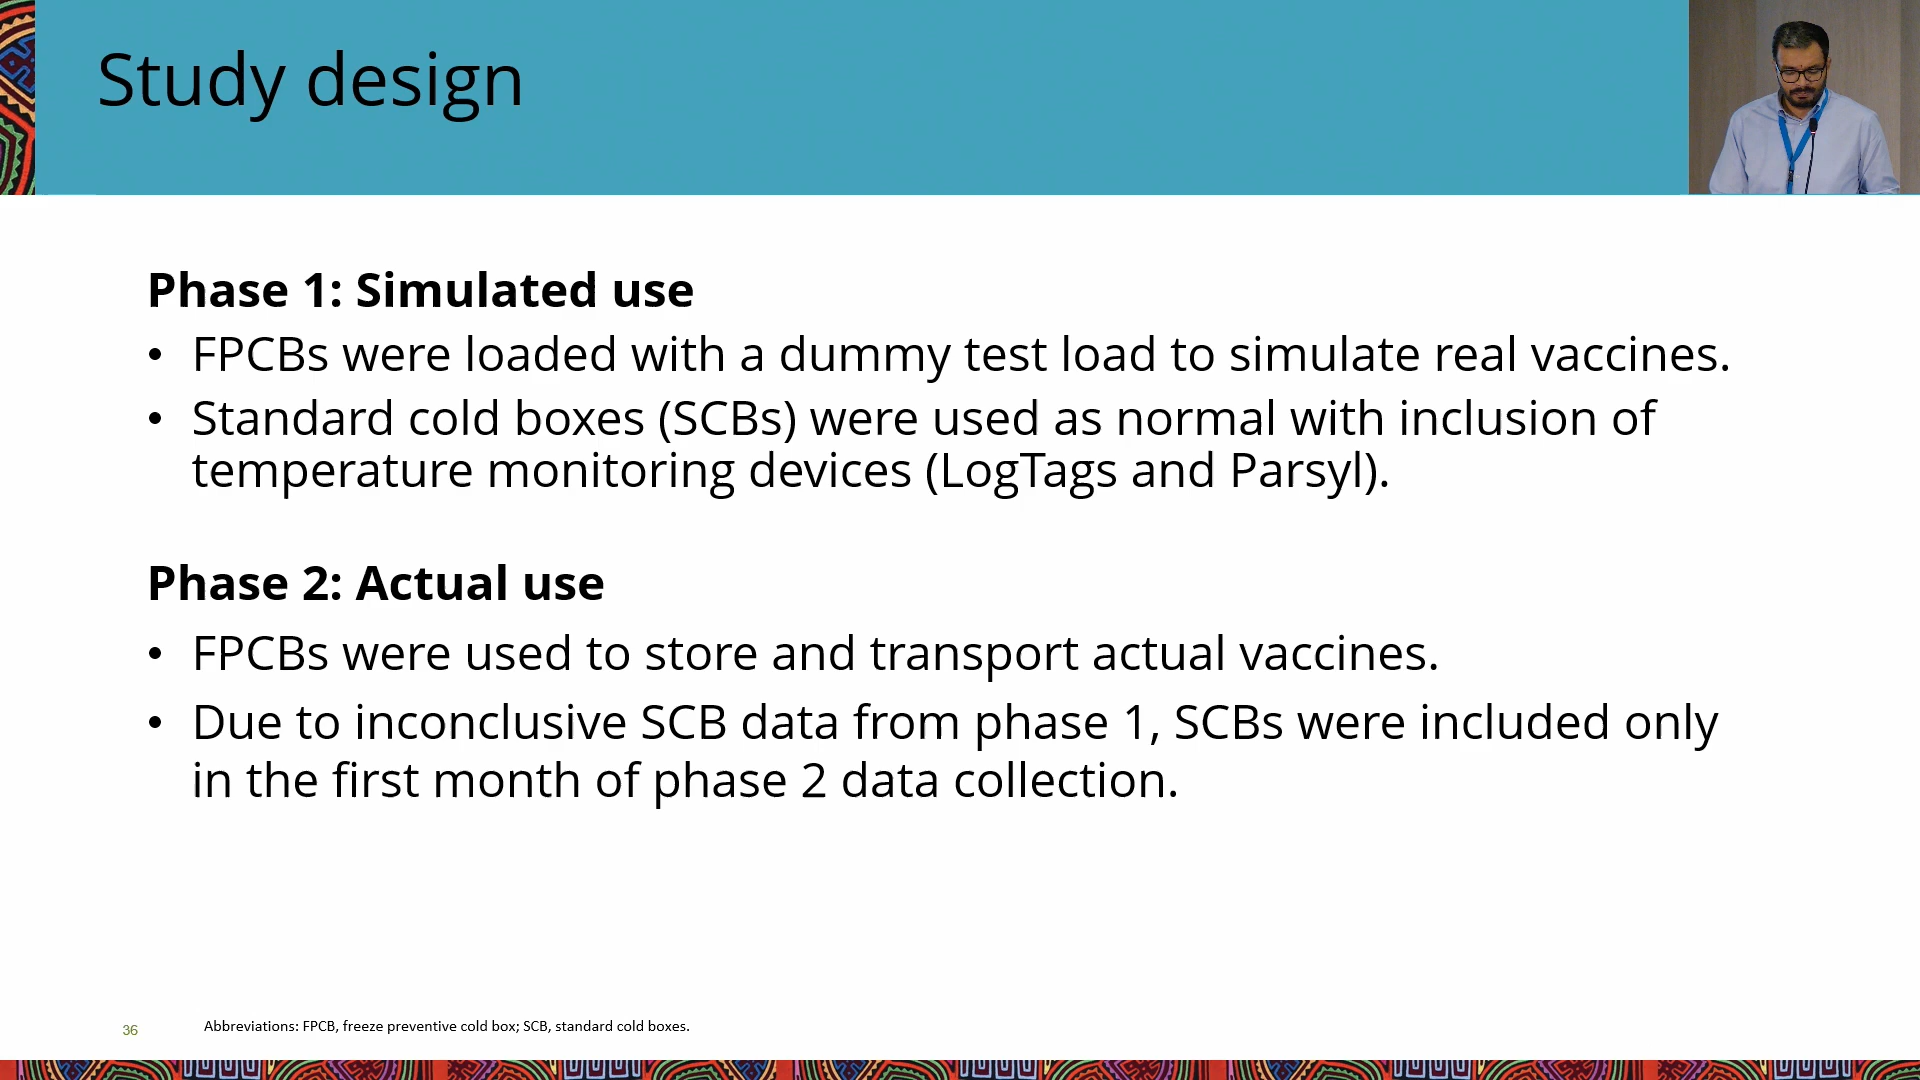 Study design
Phase 1: Simulated use
• FPCBs were loaded with a dummy test load to simulate real vaccines.
• Standard cold boxes (SCBs) were used as normal with inclusion of
temperature monitoring devices (LogTags and Parsyl).
Phase 2: Actual use
• FPCBs were used to store and transport actual vaccines.
• Due to inconclusive SCB data from phase 1, SCBs were included only
in the first month of phase 2 data collection.
36
Abbreviations: FPCB, freeze preventive cold box; SCB, standard cold boxes.